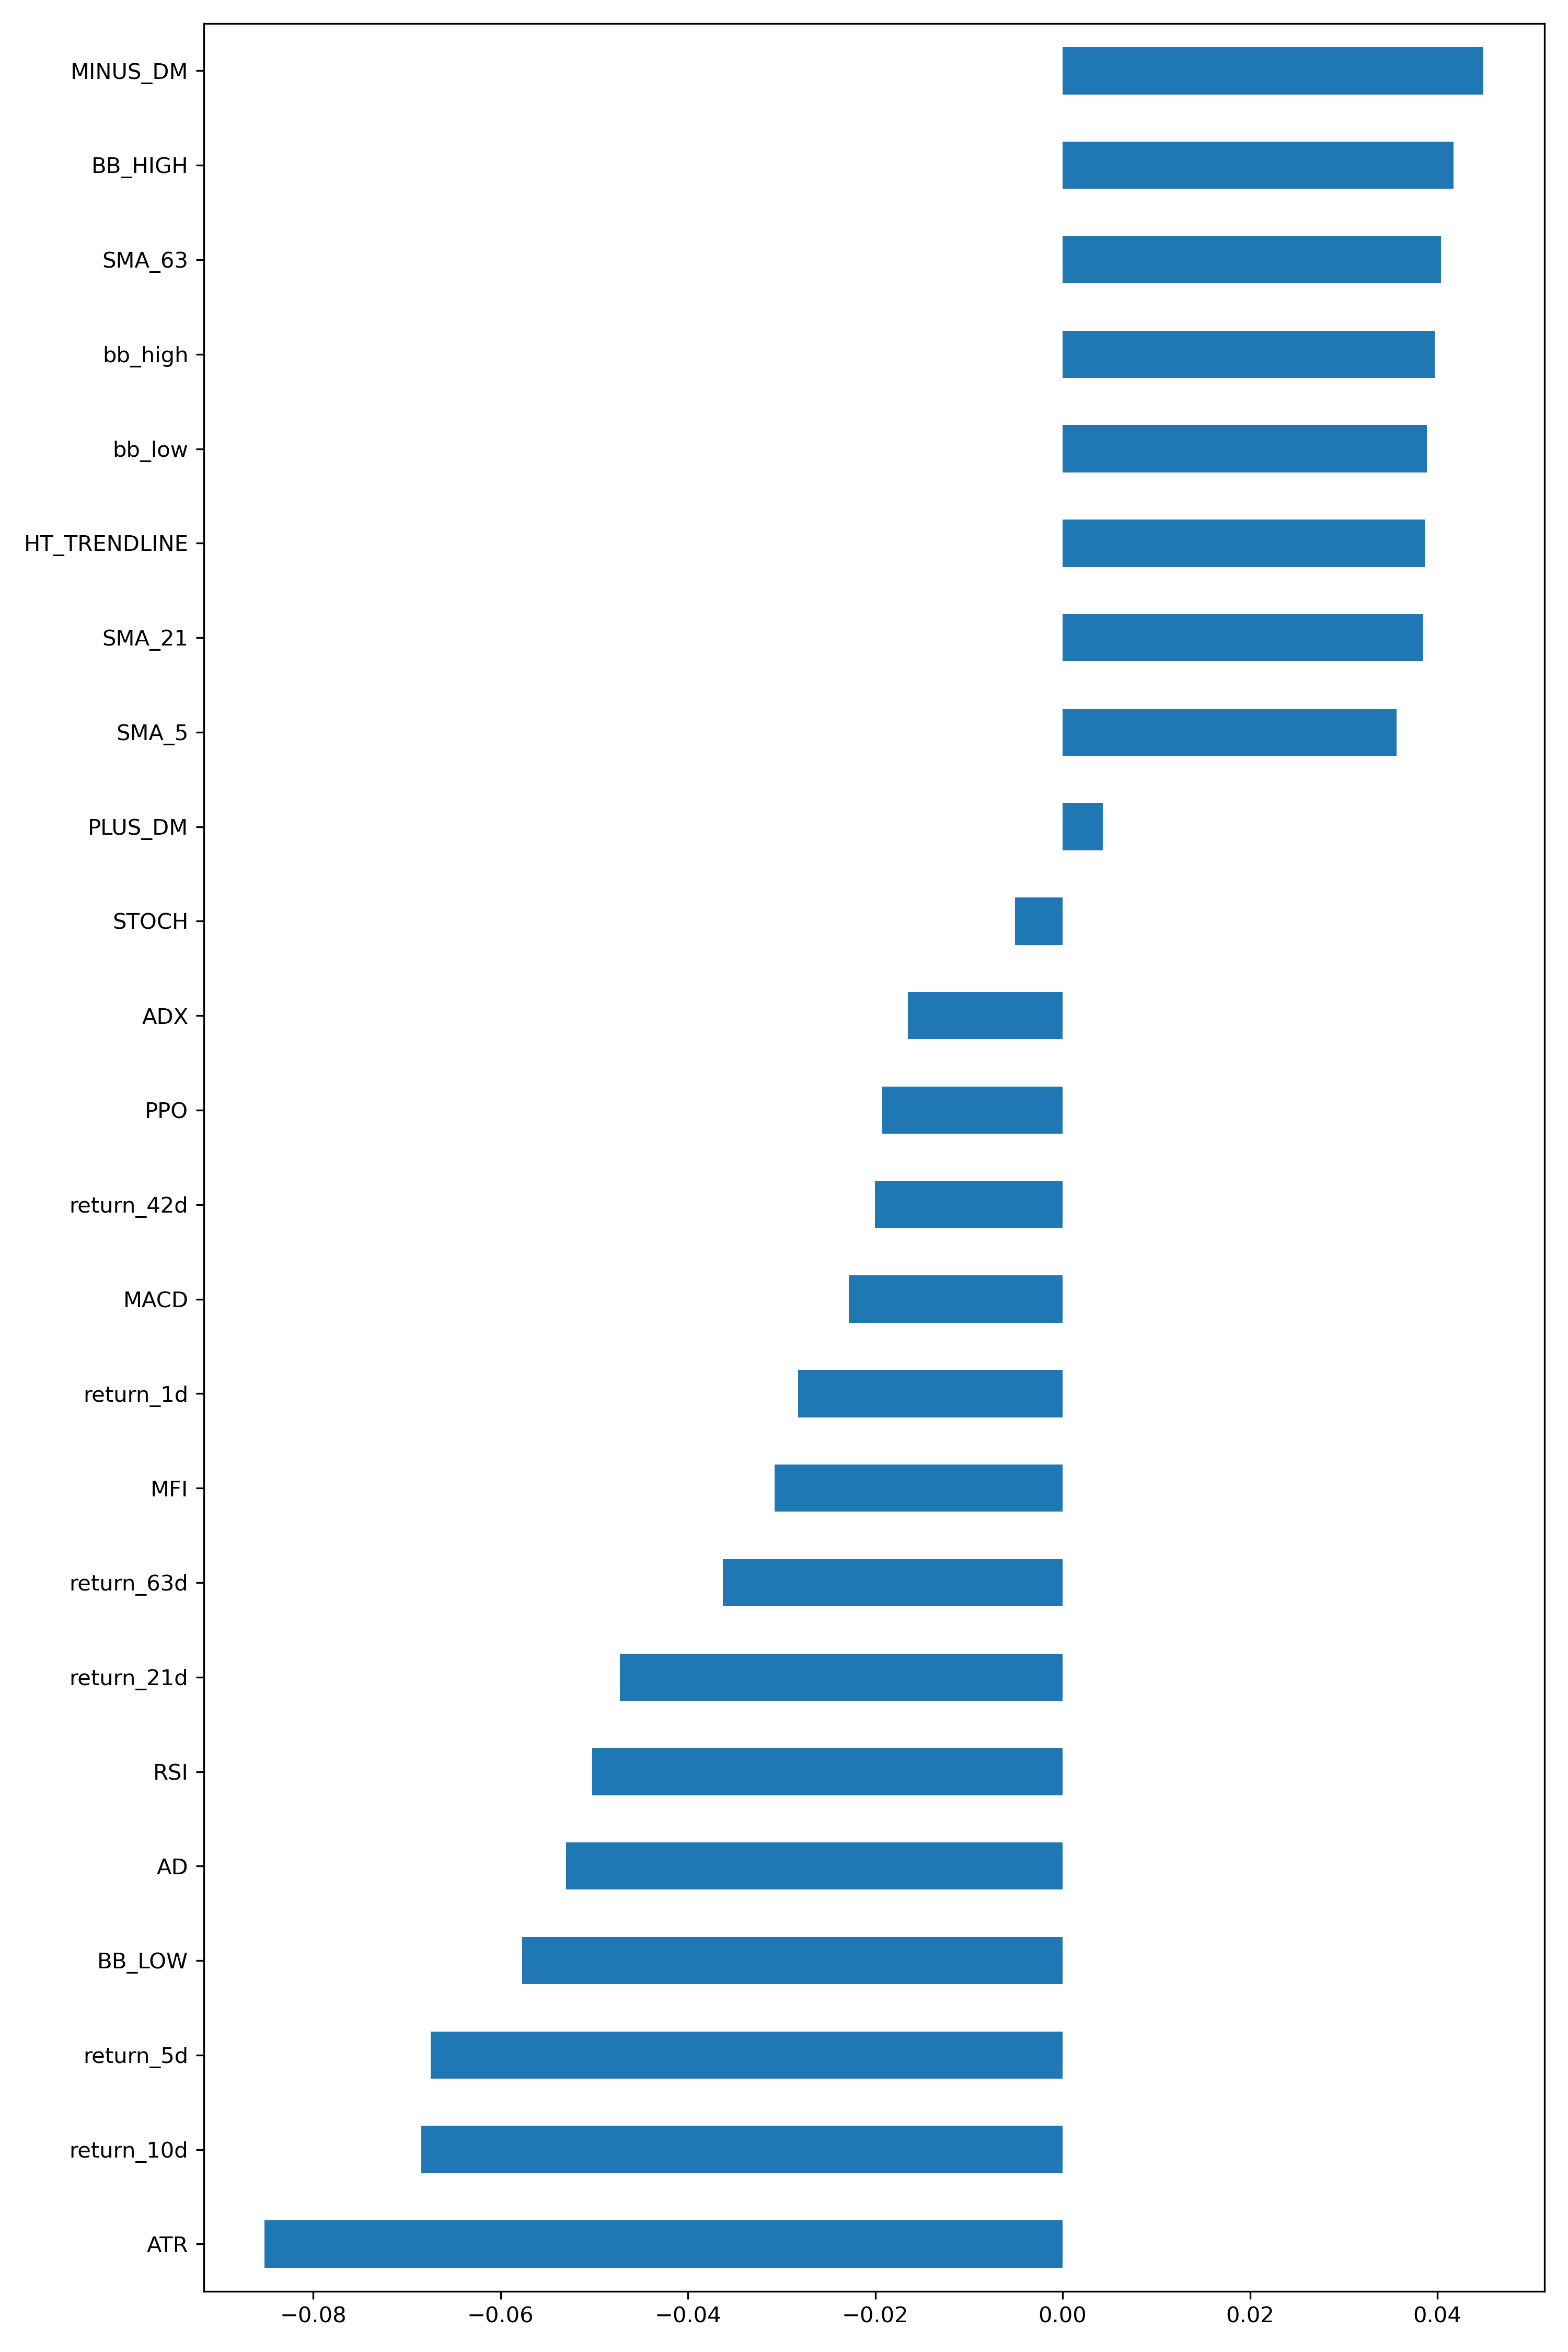 MINUS_DM
BB_HIGH
SMA_63
bb_high
bb_low
HT_TRENDLINE
SMA_21
SMA_5
PLUS_DM
STOCH
ADX
PPO
return_42d
MACD
return_1d
MFI
return_63d
return_21d
RSI
AD
BB_LOW
return_5d
return_10d
ATR
−0.08 −0.06 −0.04 −0.02 0.00 0.02 0.04